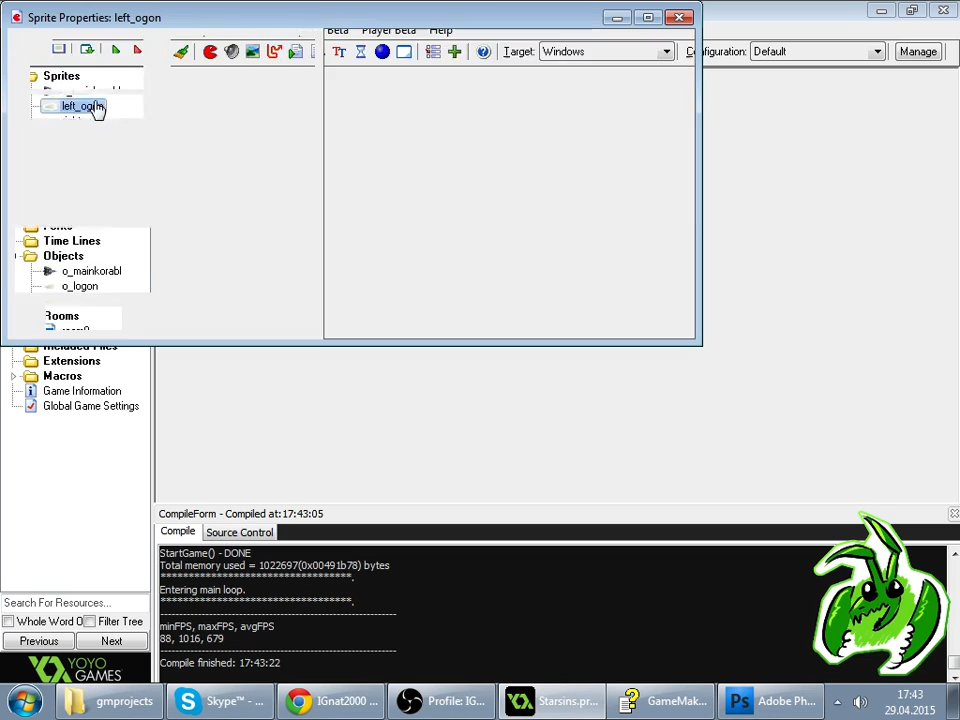 Sprite Properties: left_ogon
Beta Player Beta Help
Target: Windows
Configuration: Default
Manage
Sprites
left_ogon
Time Lines
Objects
o_mainkorabl
o_logon
Rooms
Extensions
Macros
Game Information
Global Game Settings
CompileForm - Compiled at:17:43:05
Compile
Source Control
StartGame() - DONE
Total memory used = 1022697(0x00491b78) bytes
***********************************.
Entering main loop.
***********************************.
minFPS, maxFPS, avgFPS
88, 1016, 679
Compile finished: 17:43:22
Search For Resources...
Whole Word O
Filter Tree
Previous
Next
YOYO
GAMES
gmprojects
Skype™ - ...
IGnat2000 ...
Profile: IG...
Starsins.pr...
GameMak...
Adobe Ph...
17:43
29.04.2015